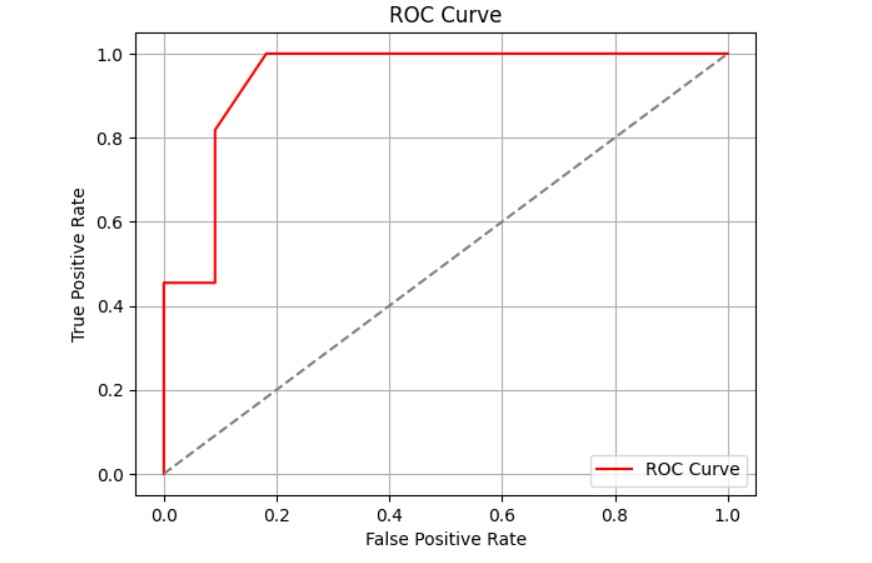 ROC Curve
1.0
0.8
0.6
0.4
0.2
0.0
True Positive Rate
ROC Curve
0.0 0.2 0.4 0.6 0.8 1.0
False Positive Rate